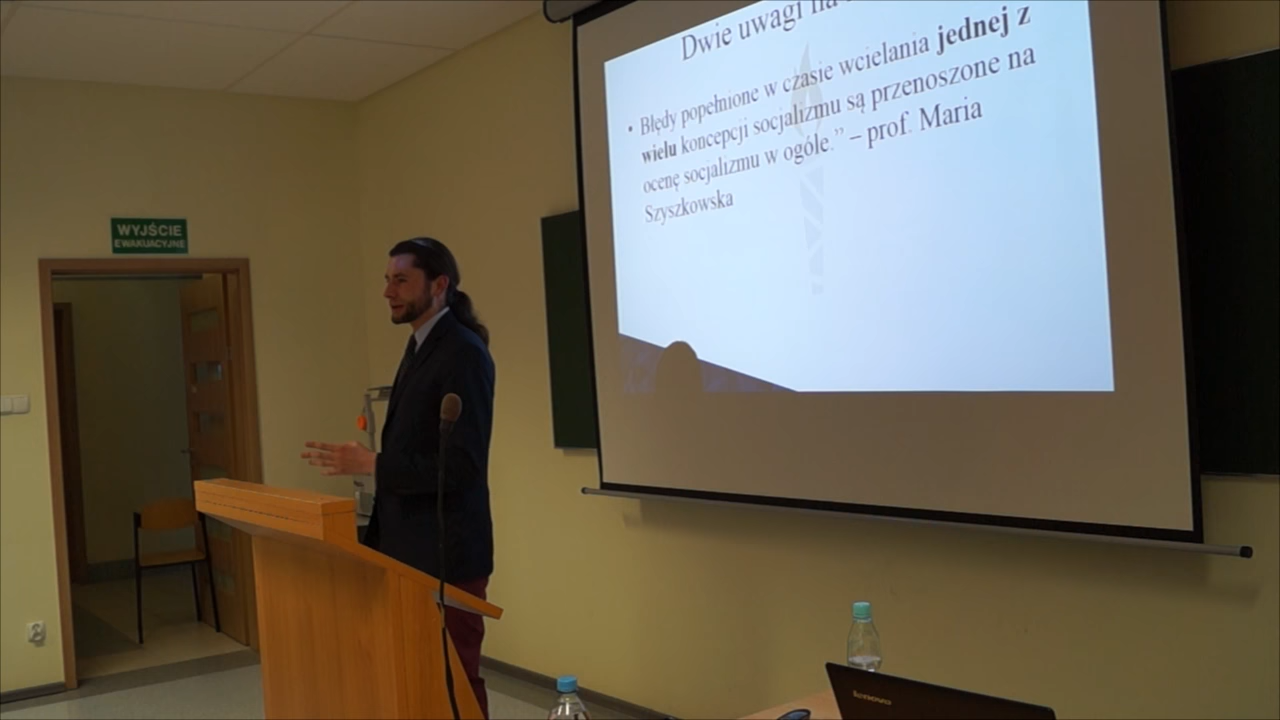 Dwie uwagi na
• Błędy popełnione w czasie wcielania jednej z
wielu koncepcji socjalizmu są przenoszone na
ocenę socjalizmu w ogóle.” – prof. Maria
Szyszkowska
WYJŚCIE
EWAKUACYJNE
lenovo